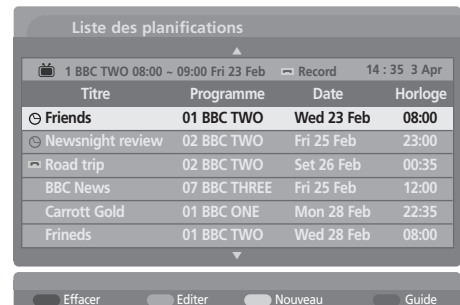 Liste des planifications
1 BBC TWO 08:00 ~ 09:00 Fri 23 Feb Record 14 : 35 3 Apr
Titre Programme Date Horloge
Friends 01 BBC TWO Wed 23 Feb 08:00
Newsnight review 02 BBC TWO Fri 25 Feb 23:00
Road trip 02 BBC TWO Set 26 Feb 00:35
BBC News 07 BBC THREE Fri 25 Feb 12:00
Carrott Gold 01 BBC ONE Mon 28 Feb 22:35
Frineds 01 BBC TWO Wed 28 Feb 08:00
Effacer Editer Nouveau Guide